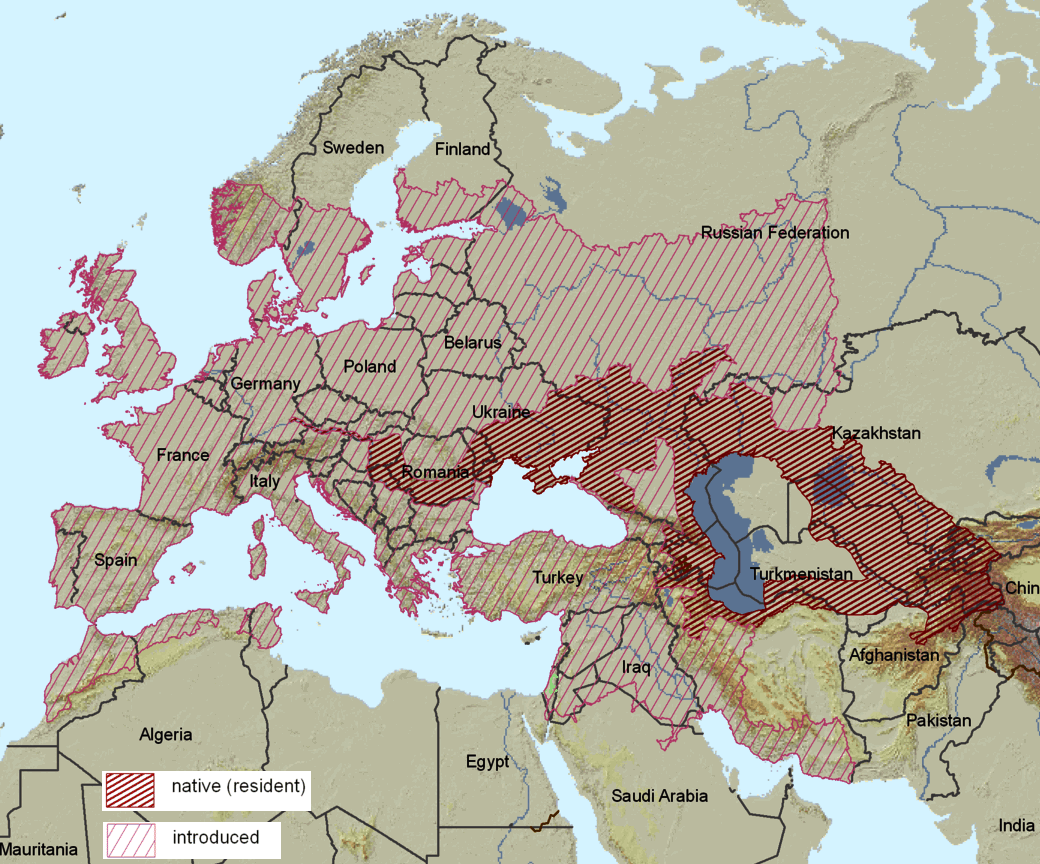 Sweden
Finland
Russian Federation
Belarus
Poland
Germany
Ukraine
Kazakhstan
France
Romania
Italy
Spain
Turkey
Turkmenistan
Chin
Iraq
Afghanistan
Pakistan
Algeria
Egypt
Saudi Arabia
native (resident)
introduced
India
Mauritania